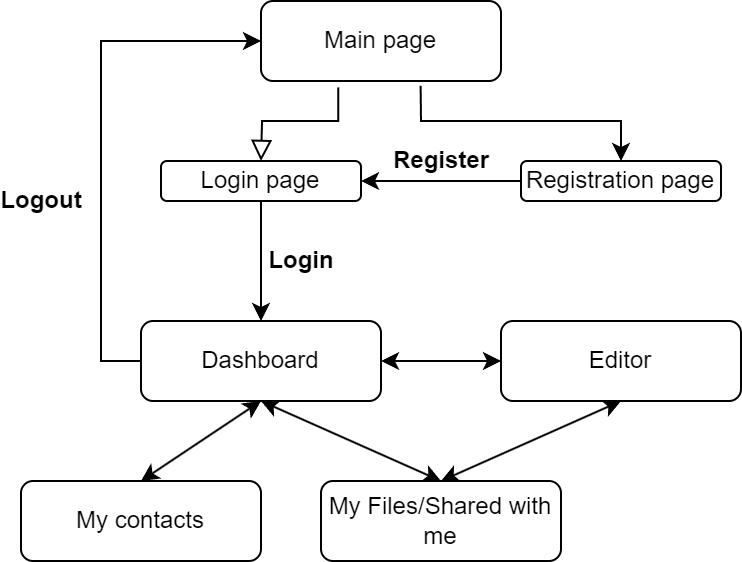 Main page
Register
Login page
Registration page
Logout
Login
Dashboard
Editor
My contacts
My Files/Shared with
me